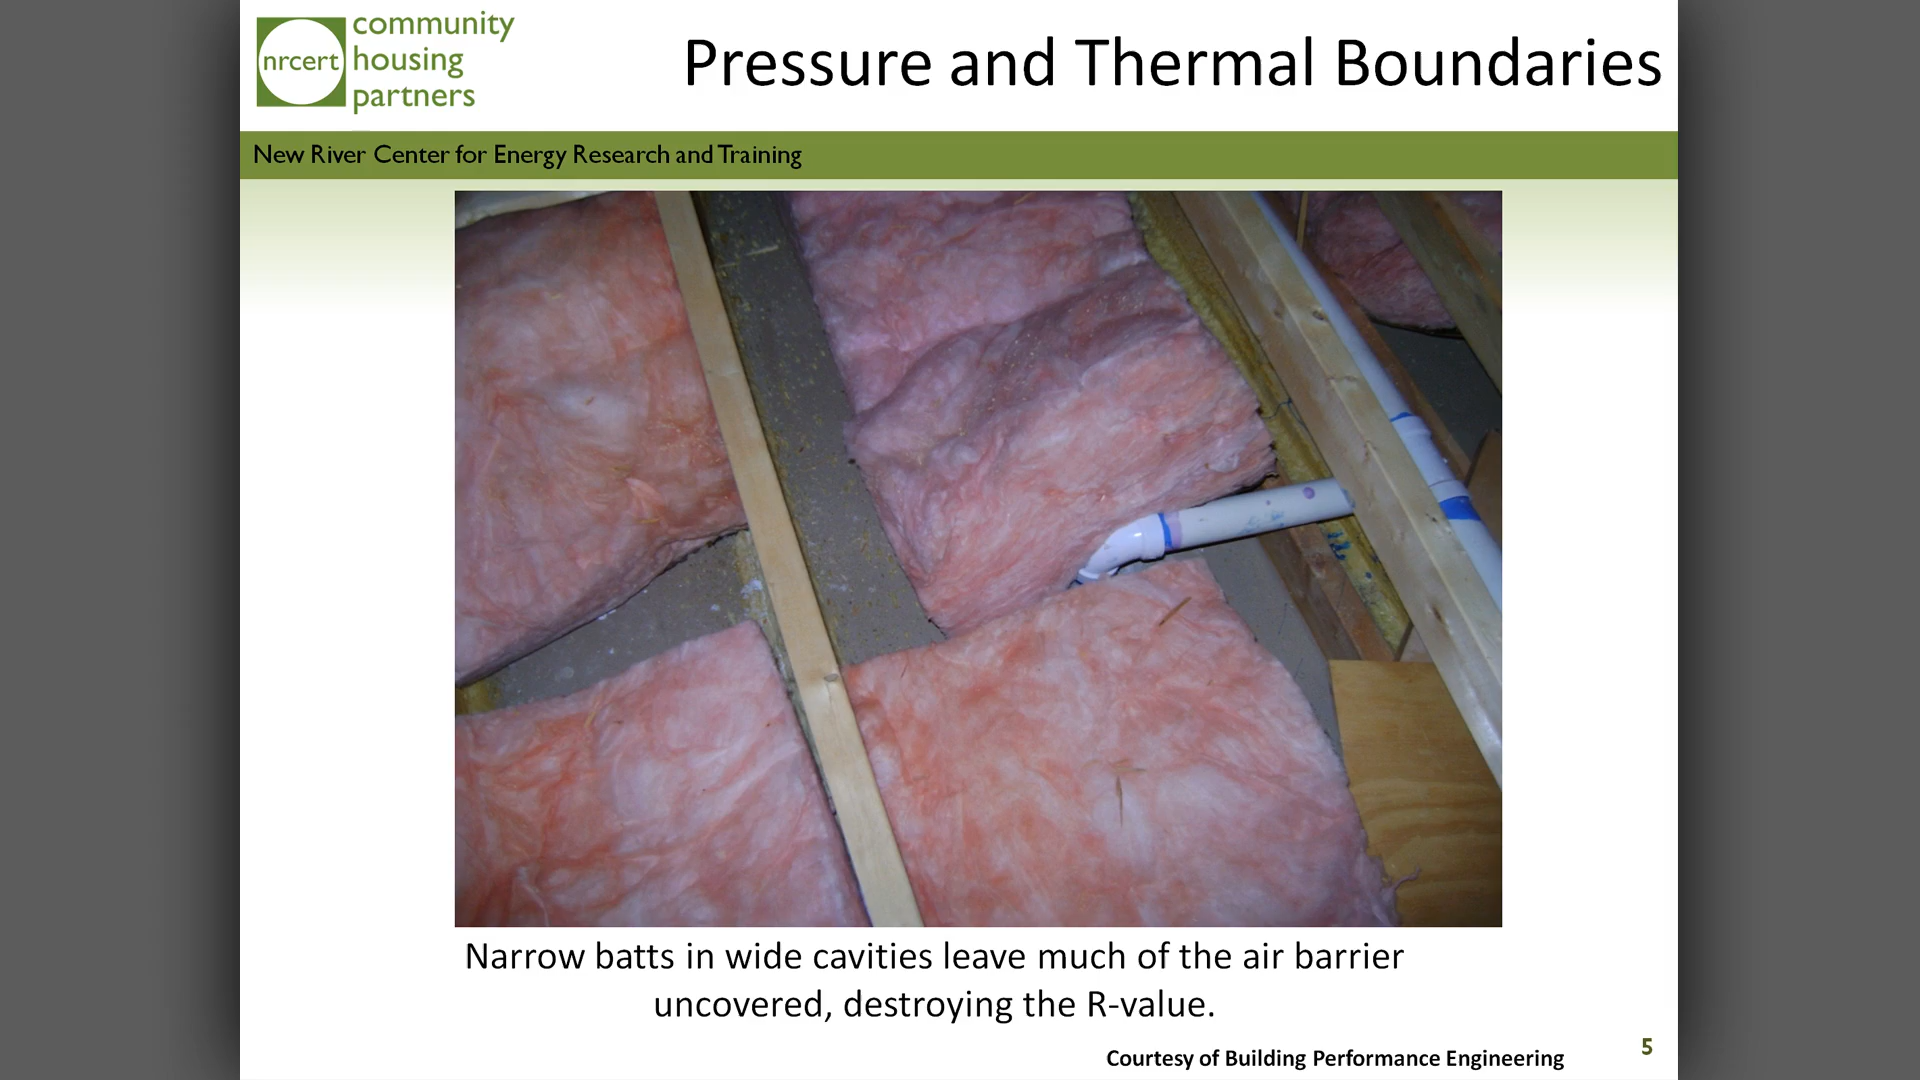 nrcert
community
housing
partners
Pressure and Thermal Boundaries
New River Center for Energy Research and Training
Narrow batts in wide cavities leave much of the air barrier
uncovered, destroying the R-value.
Courtesy of Building Performance Engineering
5